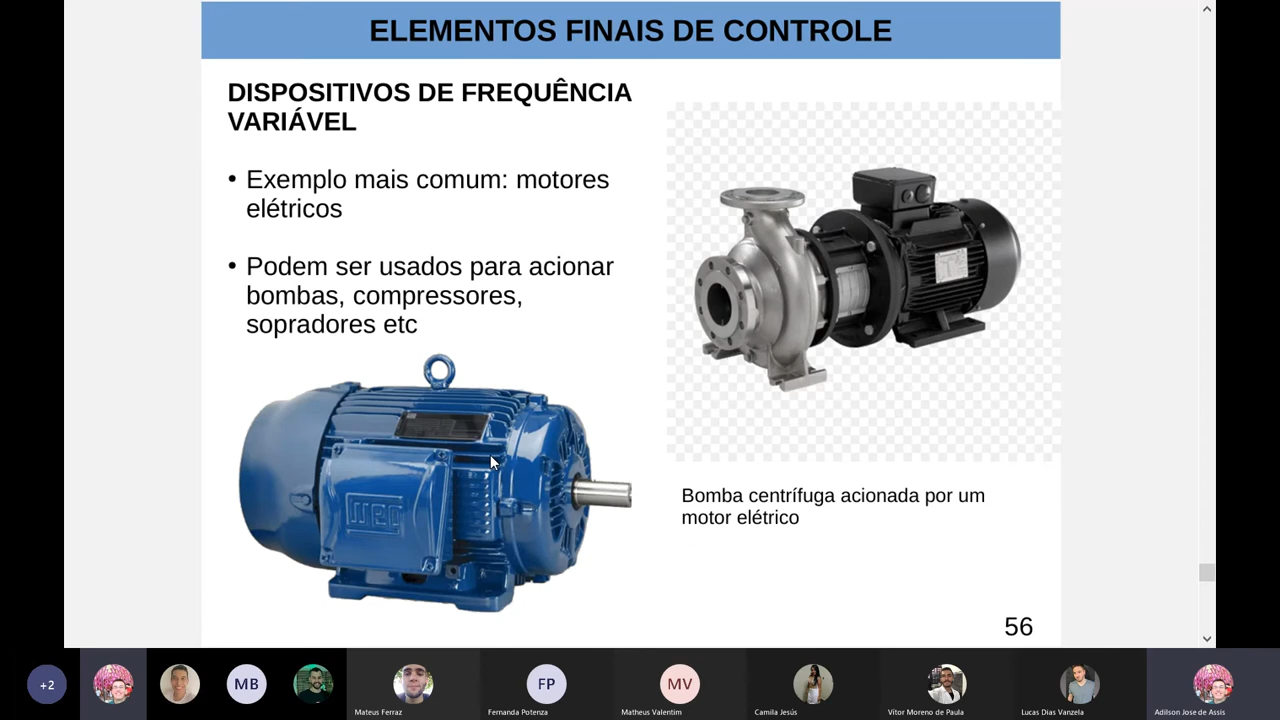 ELEMENTOS FINAIS DE CONTROLE
DISPOSITIVOS DE FREQUÊNCIA
VARIÁVEL
• Exemplo mais comum: motores
elétricos
• Podem ser usados para acionar
bombas, compressores,
sopradores etc
WEG
Bomba centrífuga acionada por um
motor elétrico
56
+2
MB
FP
MV
Mateus Ferraz
Fernanda Potenza
Matheus Valentim
Camila Jesús
Vítor Moreno de Paula
Lucas Dias Vanzela
Adilson Jose de Assis